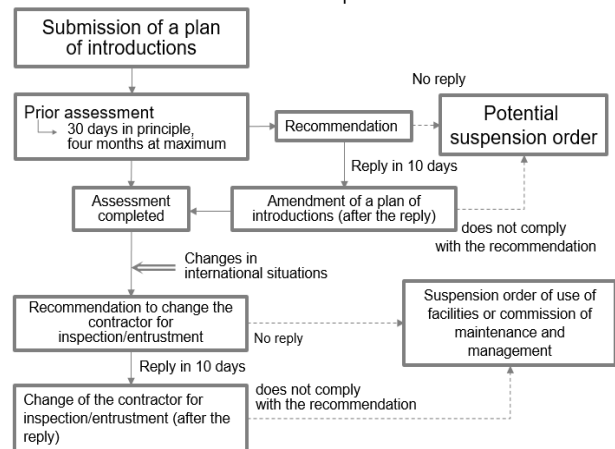 Submission of a plan
of introductions
No reply
Prior assessment
30 days in principle,
four months at maximum
Recommendation
Potential
suspension order
Reply in 10 days
Assessment
completed
Amendment of a plan of
introductions (after the reply)
does not comply
with the recommendation
Changes in
international situations
Recommendation to change the
contractor for
inspection/entrustment
No reply
Suspension order of use of
facilities or commission of
maintenance and
management
Reply in 10 days
Change of the contractor for
inspection/entrustment (after the
reply)
does not comply
with the recommendation